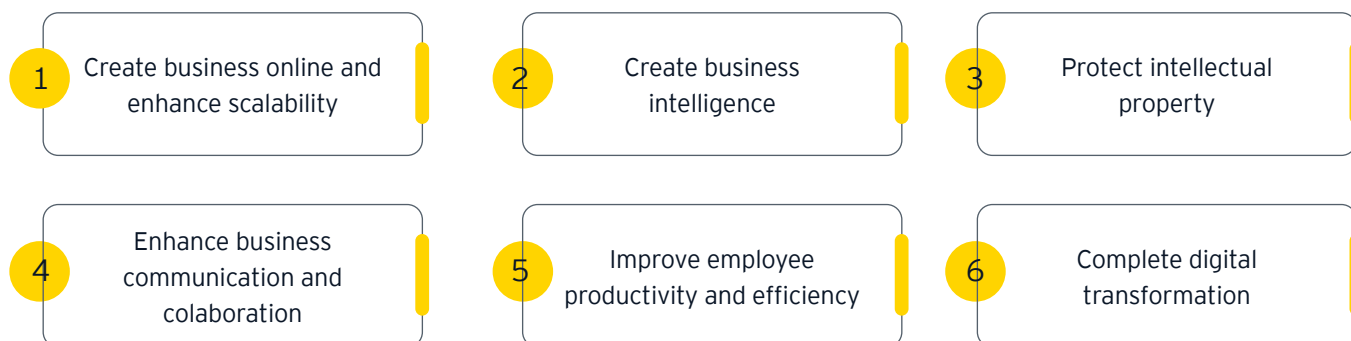 1
Create business online and
enhance scalability
2
Create business
intelligence
3
Protect intellectual
property
4
Enhance business
communication and
colaboration
5
Improve employee
productivity and efficiency
6
Complete digital
transformation